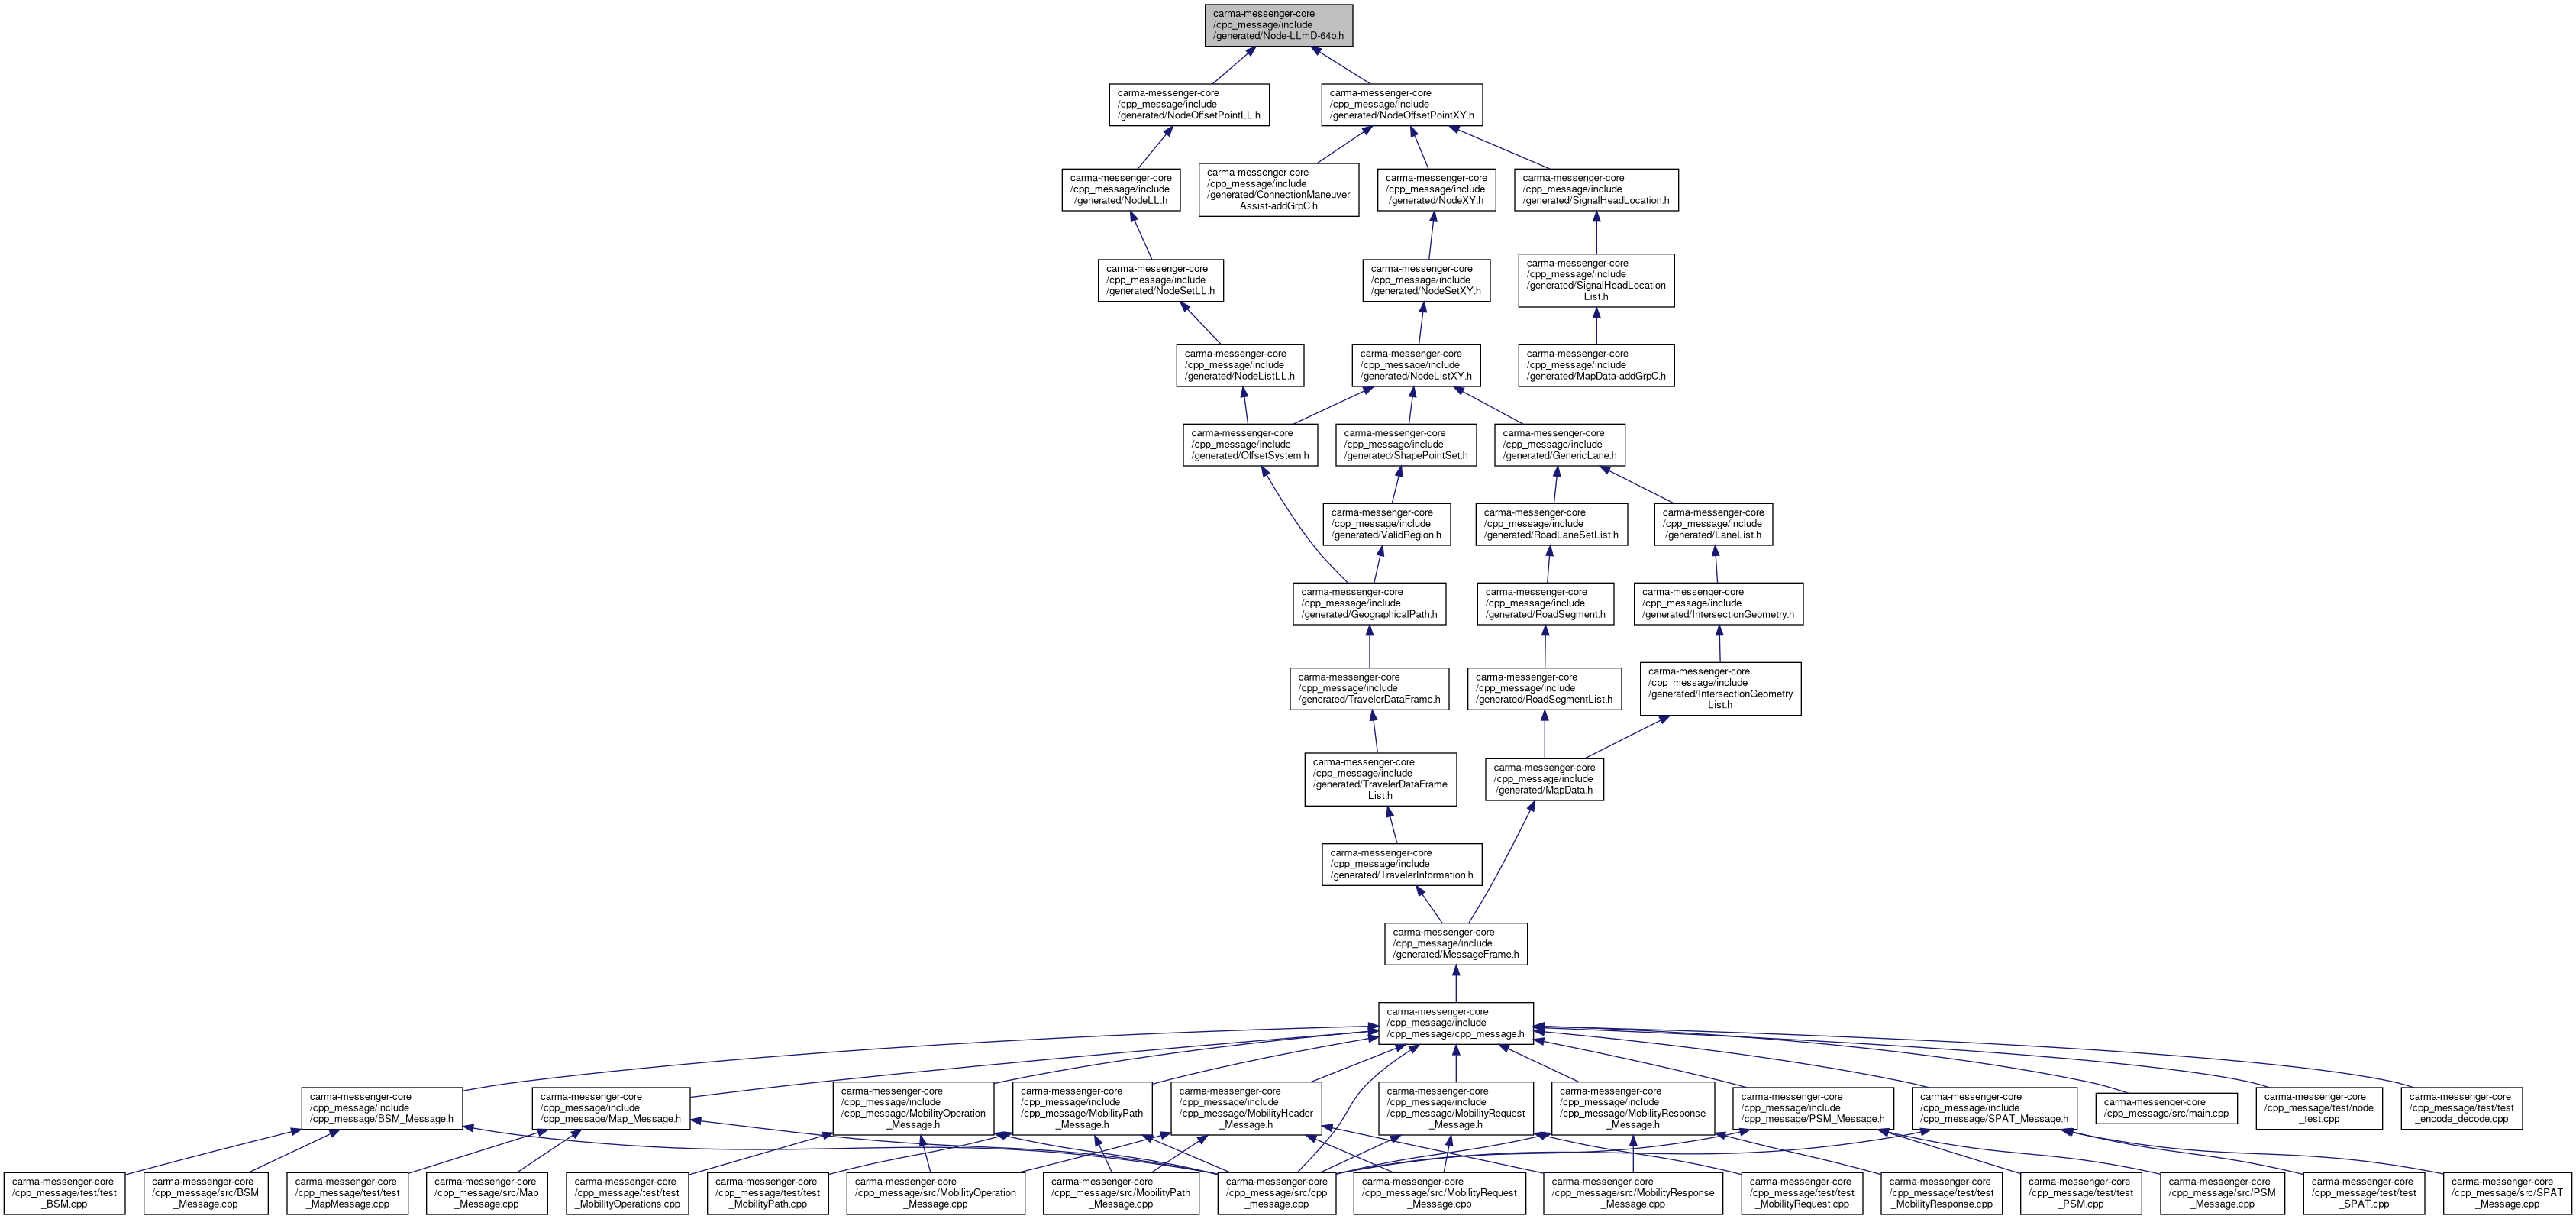 carma-messenger-core
/cpp_message/include
/generated/Node-LLmD-64b.h
carma-messenger-core
/cpp_message/include
/generated/NodeOffsetPointLL.h
carma-messenger-core
/cpp_message/include
/generated/NodeOffsetPointXY.h
carma-messenger-core
/cpp_message/include
/generated/NodeLL.h
carma-messenger-core
/cpp_message/include
/generated/ConnectionManeuver
Assist-addGrpC.h
carma-messenger-core
/cpp_message/include
/generated/NodeXY.h
carma-messenger-core
/cpp_message/include
/generated/SignalHeadLocation.h
carma-messenger-core
/cpp_message/include
/generated/NodeSetLL.h
carma-messenger-core
/cpp_message/include
/generated/NodeSetXY.h
carma-messenger-core
/cpp_message/include
/generated/SignalHeadLocation
List.h
carma-messenger-core
/cpp_message/include
/generated/NodeListLL.h
carma-messenger-core
/cpp_message/include
/generated/NodeListXY.h
carma-messenger-core
/cpp_message/include
/generated/MapData-addGrpC.h
carma-messenger-core
/cpp_message/include
/generated/OffsetSystem.h
carma-messenger-core
/cpp_message/include
/generated/ShapePointSet.h
carma-messenger-core
/cpp_message/include
/generated/GenericLane.h
carma-messenger-core
/cpp_message/include
/generated/ValidRegion.h
carma-messenger-core
/cpp_message/include
/generated/RoadLaneSetList.h
carma-messenger-core
/cpp_message/include
/generated/LaneList.h
carma-messenger-core
/cpp_message/include
/generated/GeographicalPath.h
carma-messenger-core
/cpp_message/include
/generated/RoadSegment.h
carma-messenger-core
/cpp_message/include
/generated/IntersectionGeometry.h
carma-messenger-core
/cpp_message/include
/generated/TravelerDataFrame.h
carma-messenger-core
/cpp_message/include
/generated/RoadSegmentList.h
carma-messenger-core
/cpp_message/include
/generated/IntersectionGeometry
List.h
carma-messenger-core
/cpp_message/include
/generated/TravelerDataFrame
List.h
carma-messenger-core
/cpp_message/include
/generated/MapData.h
carma-messenger-core
/cpp_message/include
/generated/TravelerInformation.h
carma-messenger-core
/cpp_message/include
/generated/MessageFrame.h
carma-messenger-core
/cpp_message/include
/cpp_message/cpp_message.h
carma-messenger-core
/cpp_message/include
/cpp_message/BSM_Message.h
carma-messenger-core
/cpp_message/include
/cpp_message/Map_Message.h
carma-messenger-core
/cpp_message/include
/cpp_message/MobilityOperation
_Message.h
carma-messenger-core
/cpp_message/include
/cpp_message/MobilityPath
_Message.h
carma-messenger-core
/cpp_message/include
/cpp_message/MobilityHeader
_Message.h
carma-messenger-core
/cpp_message/include
/cpp_message/MobilityRequest
_Message.h
carma-messenger-core
/cpp_message/include
/cpp_message/MobilityResponse
_Message.h
carma-messenger-core
/cpp_message/include
/cpp_message/PSM_Message.h
carma-messenger-core
/cpp_message/include
/cpp_message/SPAT_Message.h
carma-messenger-core
/cpp_message/src/main.cpp
carma-messenger-core
/cpp_message/test/node
_test.cpp
carma-messenger-core
/cpp_message/test/test
_encode_decode.cpp
carma-messenger-core
/cpp_message/test/test
_BSM.cpp
carma-messenger-core
/cpp_message/src/BSM
_Message.cpp
carma-messenger-core
/cpp_message/test/test
_MapMessage.cpp
carma-messenger-core
/cpp_message/src/Map
_Message.cpp
carma-messenger-core
/cpp_message/test/test
_MobilityOperations.cpp
carma-messenger-core
/cpp_message/test/test
_MobilityPath.cpp
carma-messenger-core
/cpp_message/src/MobilityOperation
_Message.cpp
carma-messenger-core
/cpp_message/src/MobilityPath
_Message.cpp
carma-messenger-core
/cpp_message/src/cpp
_message.cpp
carma-messenger-core
/cpp_message/src/MobilityRequest
_Message.cpp
carma-messenger-core
/cpp_message/src/MobilityResponse
_Message.cpp
carma-messenger-core
/cpp_message/test/test
_MobilityRequest.cpp
carma-messenger-core
/cpp_message/test/test
_MobilityResponse.cpp
carma-messenger-core
/cpp_message/test/test
_PSM.cpp
carma-messenger-core
/cpp_message/src/PSM
_Message.cpp
carma-messenger-core
/cpp_message/test/test
_SPAT.cpp
carma-messenger-core
/cpp_message/src/SPAT
_Message.cpp